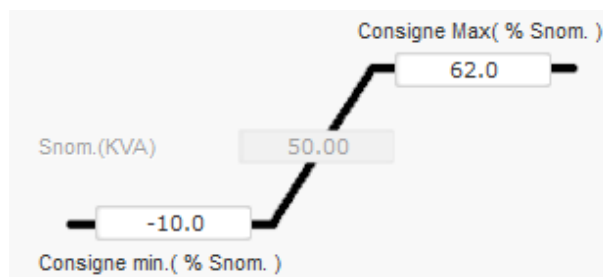 Consigne Max( % Snom. )
62.0
Snom.(KVA)
50.00
-10.0
Consigne min.( % Snom. )